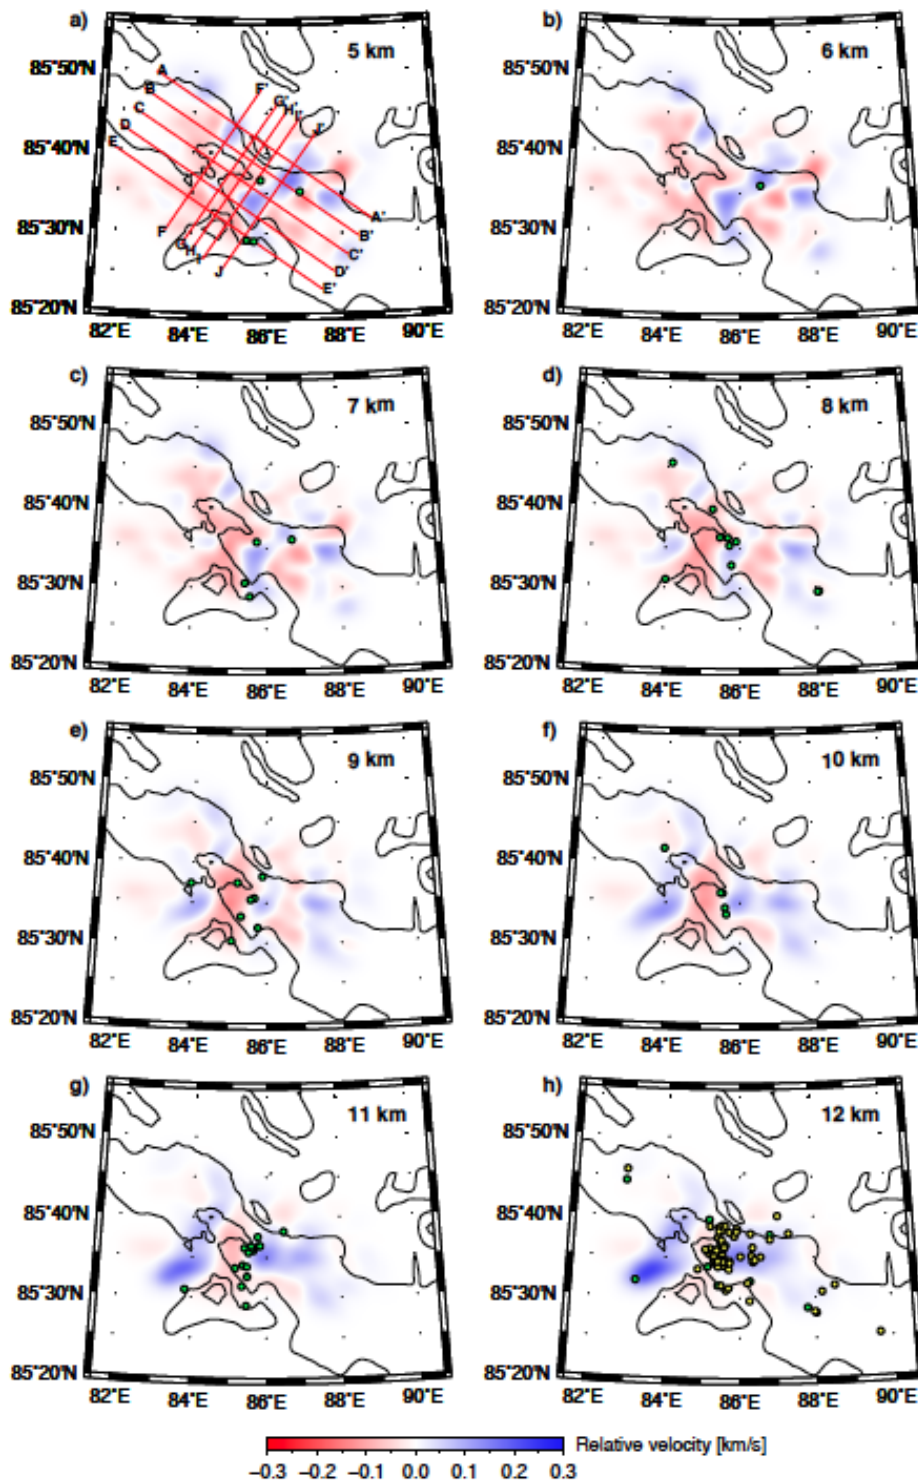 a) 5 km
85°50'N
85°40'N
85°30'N
85°20'N
82°E 84°E 86°E 88°E 90°E
A B C D E
F' G' H' I' J'
F G H I J
A' B' C' D' E'
b) 6 km
85°50'N
85°40'N
85°30'N
85°20'N
82°E 84°E 86°E 88°E 90°E
c) 7 km
85°50'N
85°40'N
85°30'N
85°20'N
82°E 84°E 86°E 88°E 90°E
d) 8 km
85°50'N
85°40'N
85°30'N
85°20'N
82°E 84°E 86°E 88°E 90°E
e) 9 km
85°50'N
85°40'N
85°30'N
85°20'N
82°E 84°E 86°E 88°E 90°E
f) 10 km
85°50'N
85°40'N
85°30'N
85°20'N
82°E 84°E 86°E 88°E 90°E
g) 11 km
85°50'N
85°40'N
85°30'N
85°20'N
82°E 84°E 86°E 88°E 90°E
h) 12 km
85°50'N
85°40'N
85°30'N
85°20'N
82°E 84°E 86°E 88°E 90°E
Relative velocity [km/s]
−0.3 −0.2 −0.1 0.0 0.1 0.2 0.3